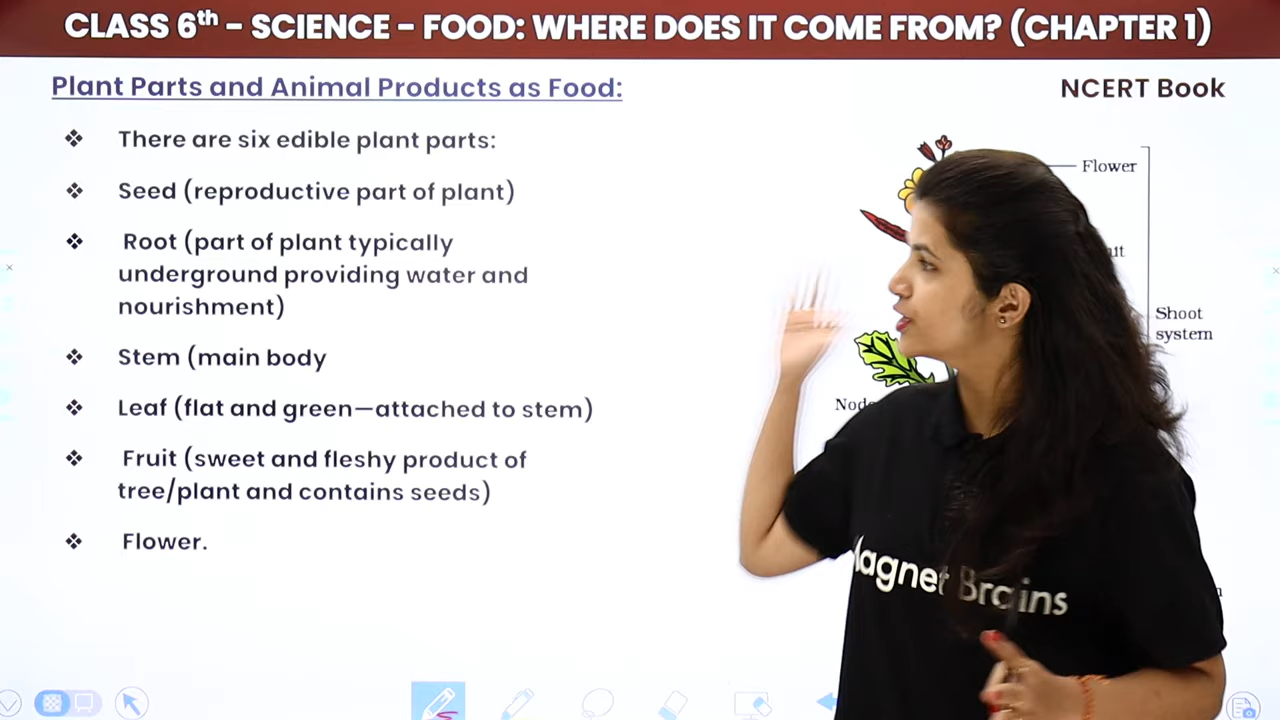 CLASS 6th – SCIENCE – FOOD: WHERE DOES IT COME FROM? (CHAPTER 1)
Plant Parts and Animal Products as Food:
NCERT Book
❖ There are six edible plant parts:
❖ Seed (reproductive part of plant)
❖ Root (part of plant typically
underground providing water and
nourishment)
❖ Stem (main body
❖ Leaf (flat and green—attached to stem)
❖ Fruit (sweet and fleshy product of
tree/plant and contains seeds)
❖ Flower.
Flower
Shoot
system
Magnet Brains